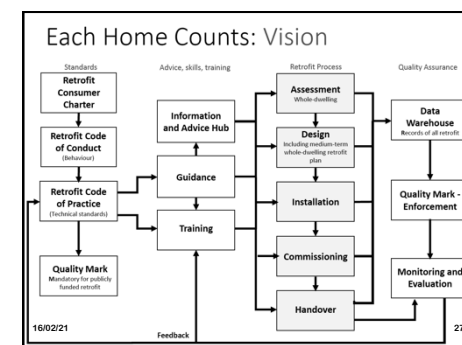 Each Home Counts: Vision
Standards
Advice, skills, training
Retrofit Process
Quality Assurance
Retrofit
Consumer
Charter
Retrofit Code
of Conduct
(Behaviour)
Retrofit Code
of Practice
(Technical standards)
Quality Mark
Mandatory for publicly
funded retrofit
Information
and Advice Hub
Guidance
Training
Assessment
Whole-dwelling
Design
Including medium-term
whole-dwelling retrofit
plan
Installation
Commissioning
Handover
Data
Warehouse
Records of all retrofit
Quality Mark -
Enforcement
Monitoring and
Evaluation
16/02/21
Feedback
27